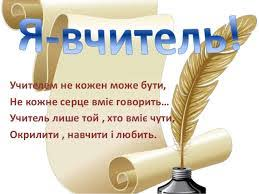 Я-вчитель!
Учителем не кожен може бути,
Не кожне серце вміє говорить...
Учитель лише той , хто вміє чути,
Окрилити , навчити і любить.